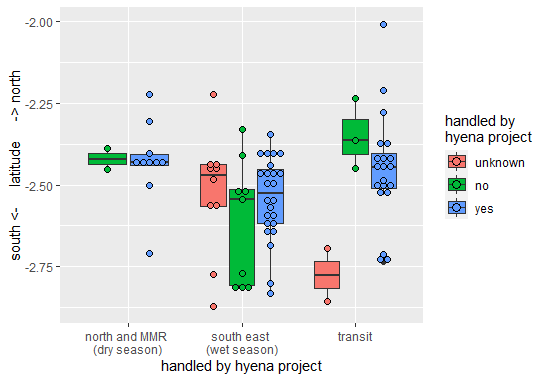 -2.00
-2.25
-2.50
-2.75
south <-    latitude    -> north
north and MMR
(dry season)
south east
(wet season)
transit
handled by hyena project
handled by
hyena project
unknown
no
yes